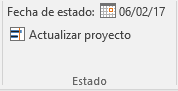 Fecha de estado: 06/02/17
Actualizar proyecto
Estado